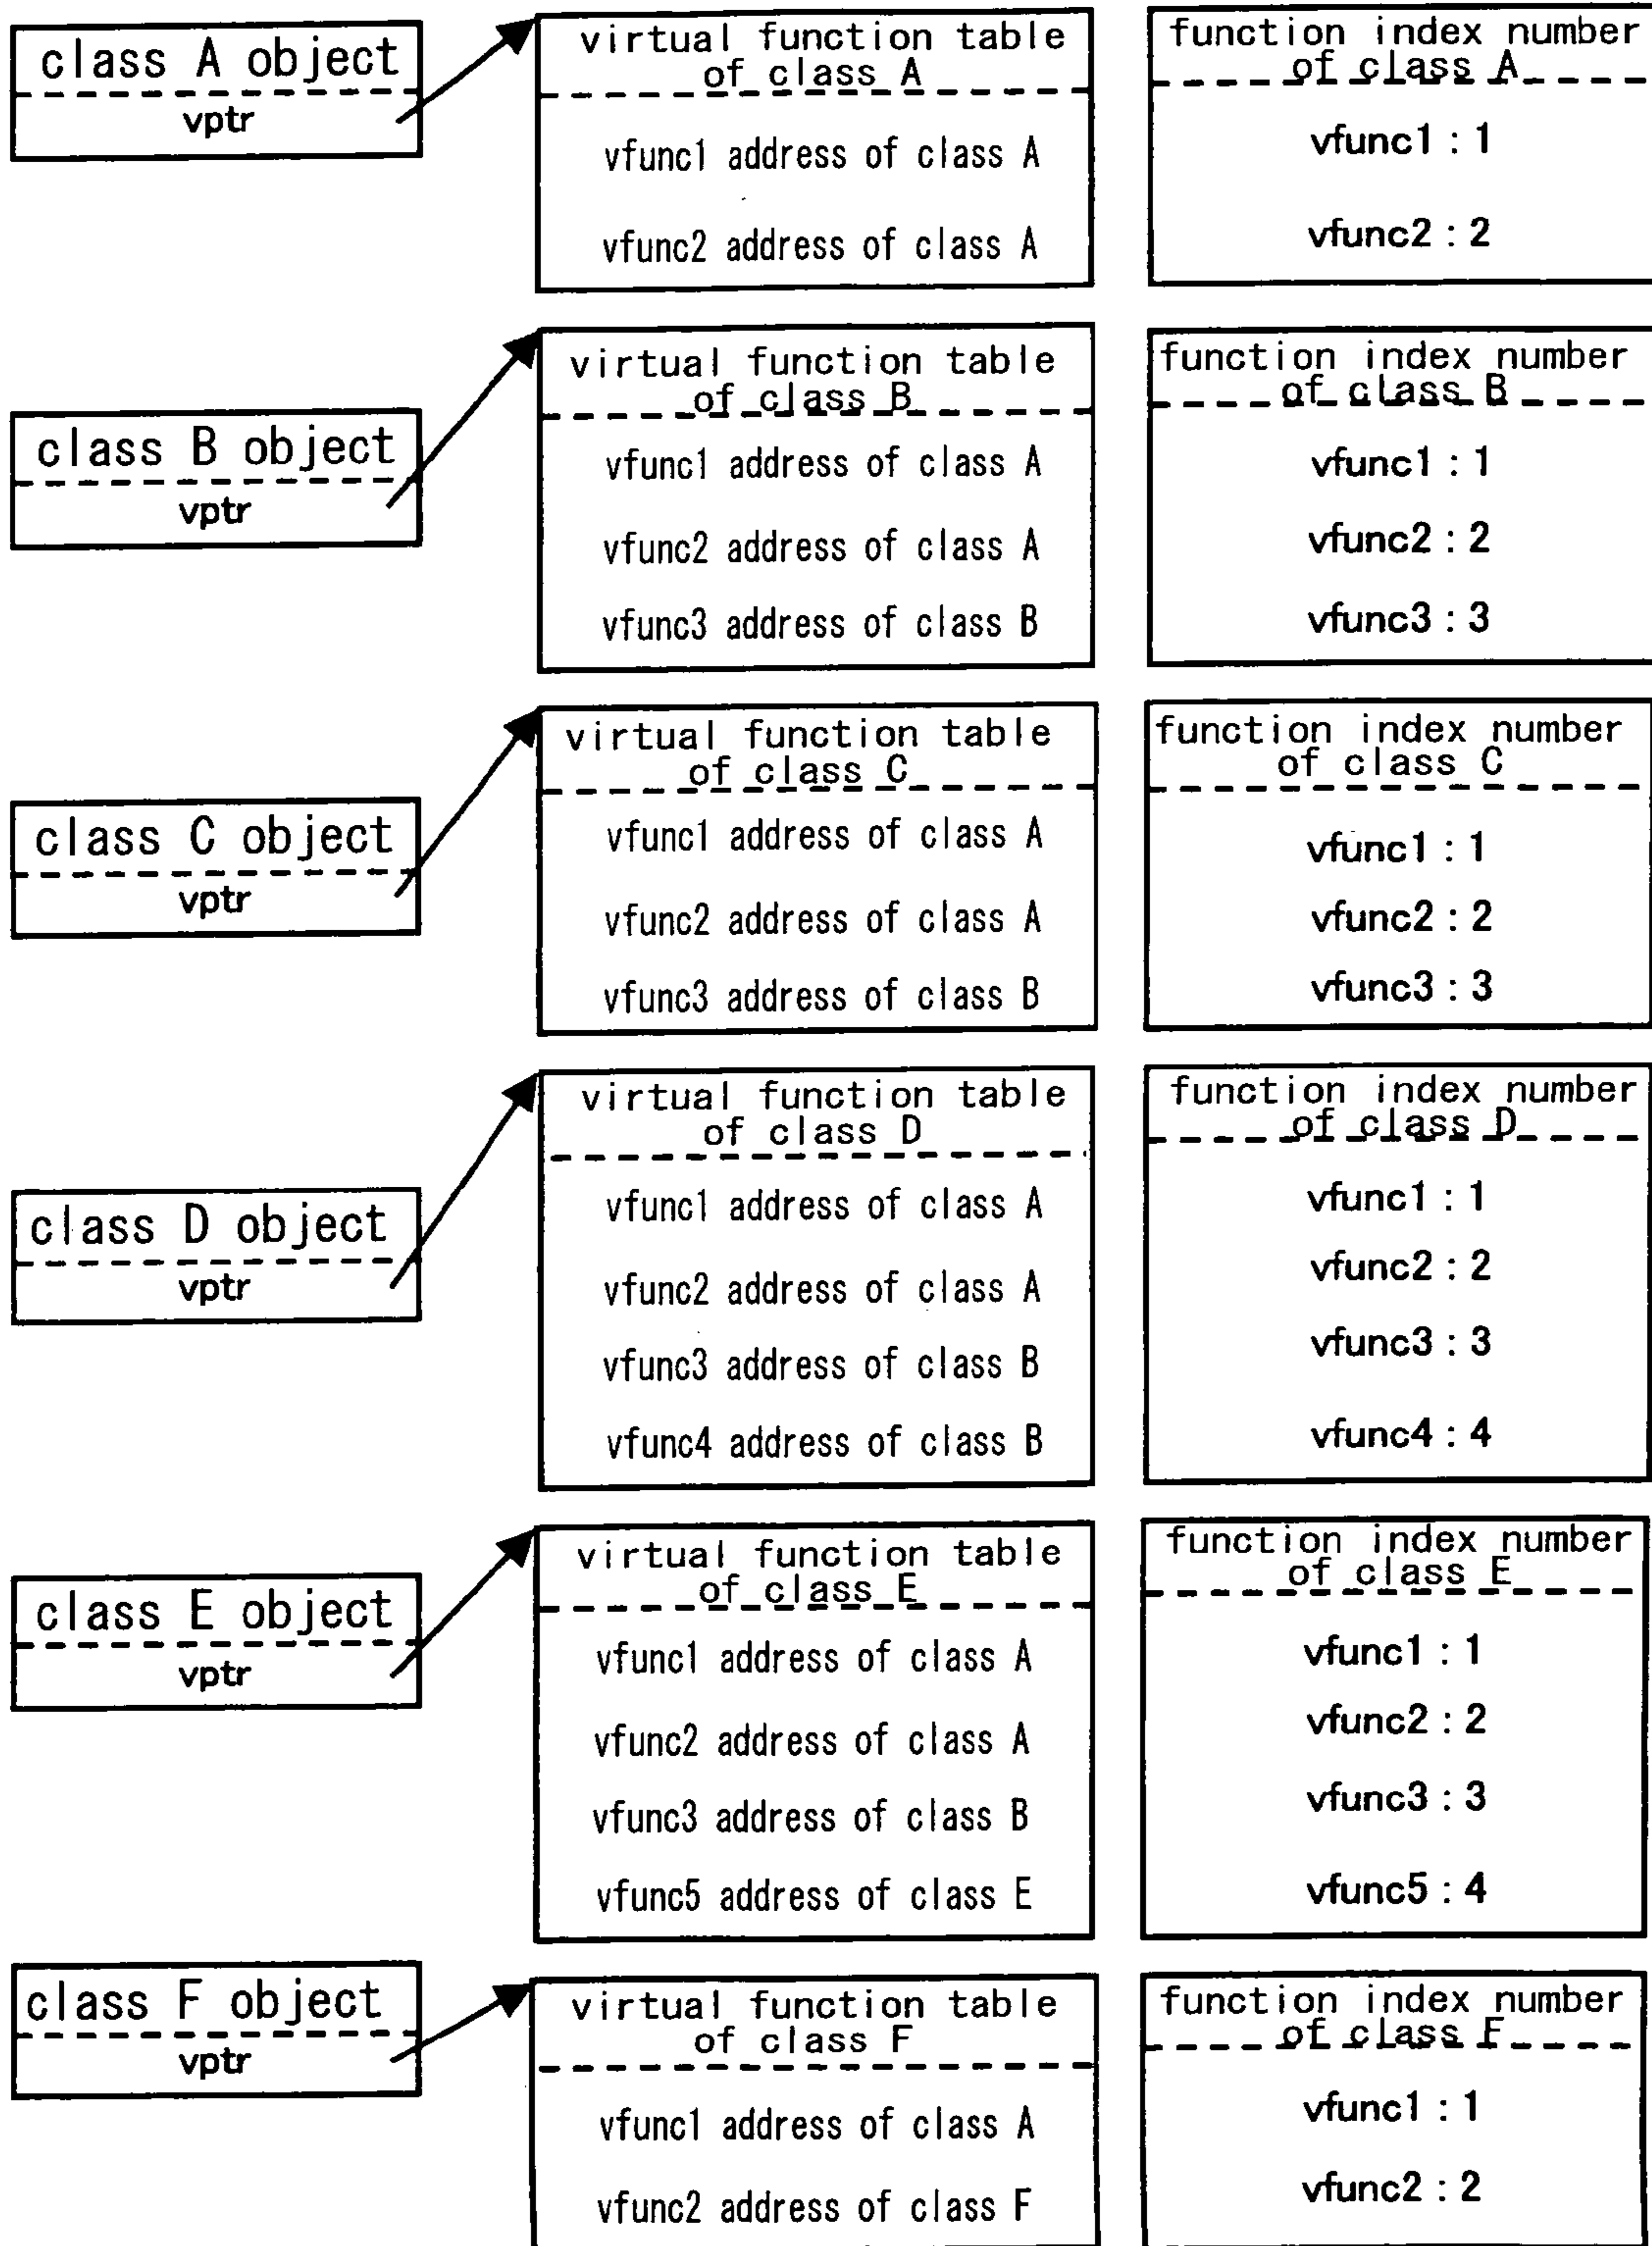 class A object
vptr
virtual function table
of class A
vfunc1 address of class A
vfunc2 address of class A
function index number
of class A
vfunc1 : 1
vfunc2 : 2
class B object
vptr
virtual function table
of class B
vfunc1 address of class A
vfunc2 address of class A
vfunc3 address of class B
function index number
of class B
vfunc1 : 1
vfunc2 : 2
vfunc3 : 3
class C object
vptr
virtual function table
of class C
vfunc1 address of class A
vfunc2 address of class A
vfunc3 address of class B
function index number
of class C
vfunc1 : 1
vfunc2 : 2
vfunc3 : 3
class D object
vptr
virtual function table
of class D
vfunc1 address of class A
vfunc2 address of class A
vfunc3 address of class B
vfunc4 address of class B
function index number
of class D
vfunc1 : 1
vfunc2 : 2
vfunc3 : 3
vfunc4 : 4
class E object
vptr
virtual function table
of class E
vfunc1 address of class A
vfunc2 address of class A
vfunc3 address of class B
vfunc5 address of class E
function index number
of class E
vfunc1 : 1
vfunc2 : 2
vfunc3 : 3
vfunc5 : 4
class F object
vptr
virtual function table
of class F
vfunc1 address of class A
vfunc2 address of class F
function index number
of class F
vfunc1 : 1
vfunc2 : 2